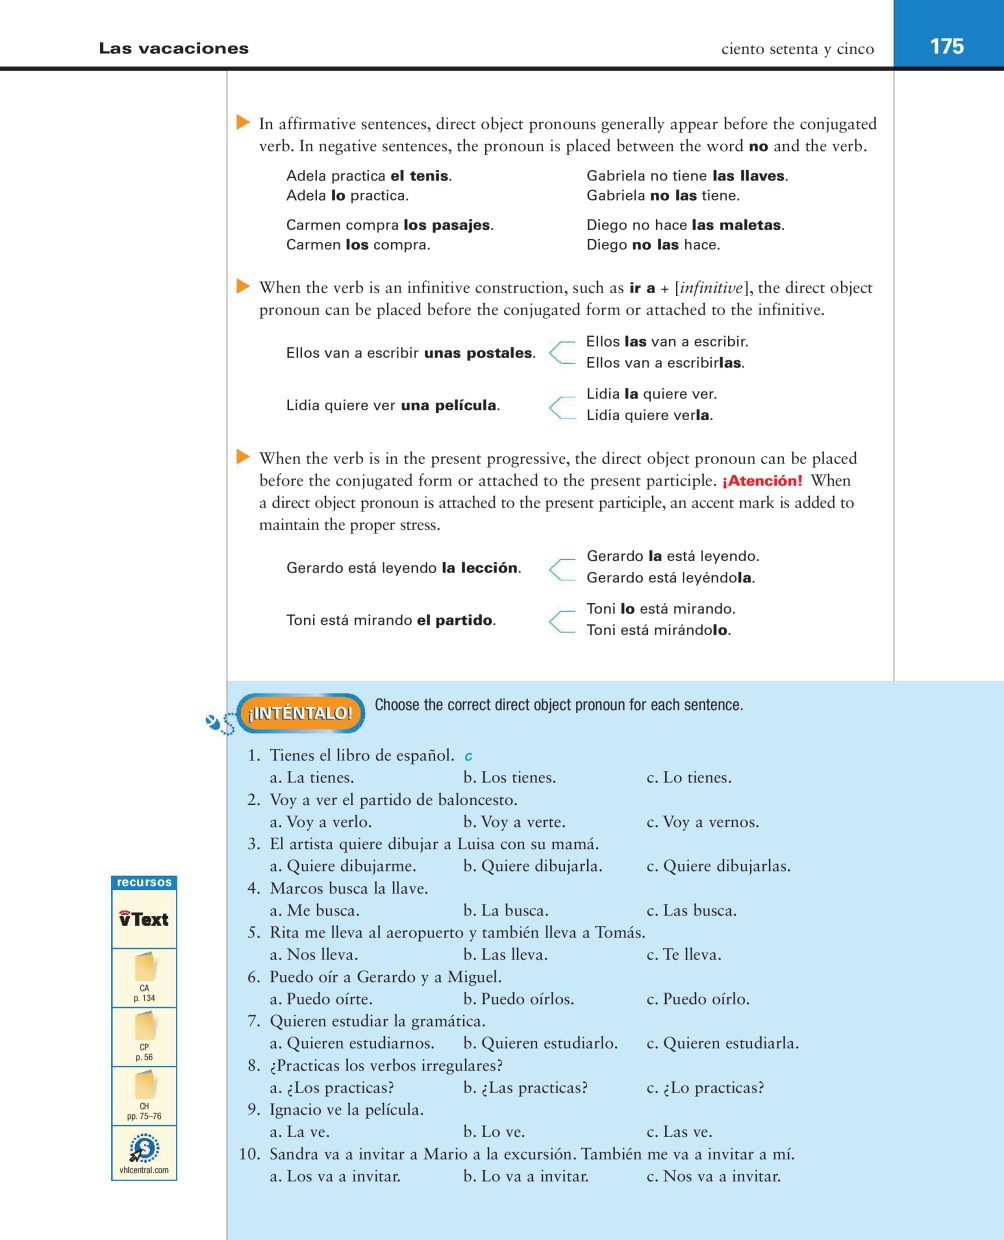 Las vacaciones
ciento setenta y cinco
175
In affirmative sentences, direct object pronouns generally appear before the conjugated
verb. In negative sentences, the pronoun is placed between the word no and the verb.
Adela practica el tenis.
Adela lo practica.
Gabriela no tiene las llaves.
Gabriela no las tiene.
Carmen compra los pasajes.
Carmen los compra.
Diego no hace las maletas.
Diego no las hace.
When the verb is an infinitive construction, such as ir a + [infinitive], the direct object
pronoun can be placed before the conjugated form or attached to the infinitive.
Ellos van a escribir unas postales.
Ellos las van a escribir.
Ellos van a escribirlas.
Lidia quiere ver una película.
Lidia la quiere ver.
Lidia quiere verla.
When the verb is in the present progressive, the direct object pronoun can be placed
before the conjugated form or attached to the present participle. ¡Atención! When
a direct object pronoun is attached to the present participle, an accent mark is added to
maintain the proper stress.
Gerardo está leyendo la lección.
Gerardo la está leyendo.
Gerardo está leyéndola.
Toni está mirando el partido.
Toni lo está mirando.
Toni está mirándolo.
¡INTÉNTALO!
Choose the correct direct object pronoun for each sentence.
1. Tienes el libro de español. c
a. La tienes. b. Los tienes. c. Lo tienes.
2. Voy a ver el partido de baloncesto.
a. Voy a verlo. b. Voy a verte. c. Voy a vernos.
3. El artista quiere dibujar a Luisa con su mamá.
a. Quiere dibujarme. b. Quiere dibujarla. c. Quiere dibujarlas.
4. Marcos busca la llave.
a. Me busca. b. La busca. c. Las busca.
5. Rita me lleva al aeropuerto y también lleva a Tomás.
a. Nos lleva. b. Las lleva. c. Te lleva.
6. Puedo oír a Gerardo y a Miguel.
a. Puedo oírte. b. Puedo oírlos. c. Puedo oírlo.
7. Quieren estudiar la gramática.
a. Quieren estudiarnos. b. Quieren estudiarlo. c. Quieren estudiarla.
8. ¿Practicas los verbos irregulares?
a. ¿Los practicas? b. ¿Las practicas? c. ¿Lo practicas?
9. Ignacio ve la película.
a. La ve. b. Lo ve. c. Las ve.
10. Sandra va a invitar a Mario a la excursión. También me va a invitar a mí.
a. Los va a invitar. b. Lo va a invitar. c. Nos va a invitar.
recursos
vText
CA
p. 134
CP
p. 56
CH
pp. 75–76
S
vhlcentral.com